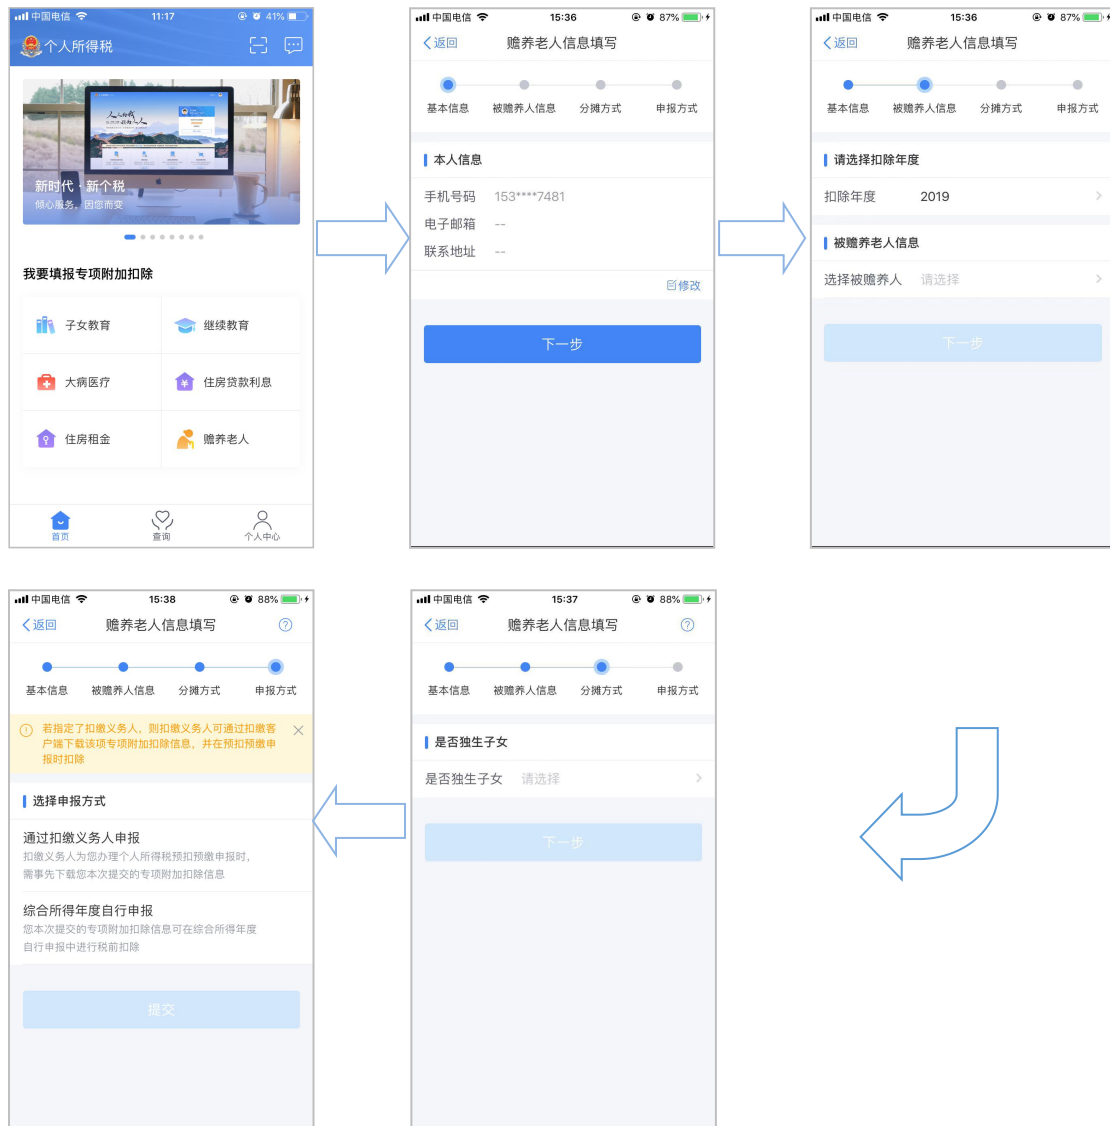 中国电信 11:17 41%
个人所得税
新时代·新个税
倾心服务，因您而变
我要填报专项附加扣除
子女教育 继续教育
大病医疗 住房贷款利息
住房租金 赡养老人
首页 查询 个人中心
中国电信 15:36 87%
返回 赡养老人信息填写
基本信息 被赡养人信息 分摊方式 申报方式
本人信息
手机号码 153****7481
电子邮箱 --
联系地址 --
修改
下一步
中国电信 15:36 87%
返回 赡养老人信息填写
基本信息 被赡养人信息 分摊方式 申报方式
请选择扣除年度
扣除年度 2019
被赡养老人信息
选择被赡养人 请选择
下一步
中国电信 15:38 88%
返回 赡养老人信息填写
基本信息 被赡养人信息 分摊方式 申报方式
若指定了扣缴义务人，则扣缴义务人可通过扣缴客
户端下载该项专项附加扣除信息，并在预扣预缴申
报时扣除
选择申报方式
通过扣缴义务人申报
扣缴义务人为您办理个人所得税预扣预缴申报时，
需事先下载您本次提交的专项附加扣除信息
综合所得年度自行申报
您本次提交的专项附加扣除信息可在综合所得年度
自行申报中进行税前扣除
提交
中国电信 15:37 88%
返回 赡养老人信息填写
基本信息 被赡养人信息 分摊方式 申报方式
是否独生子女
是否独生子女 请选择
下一步